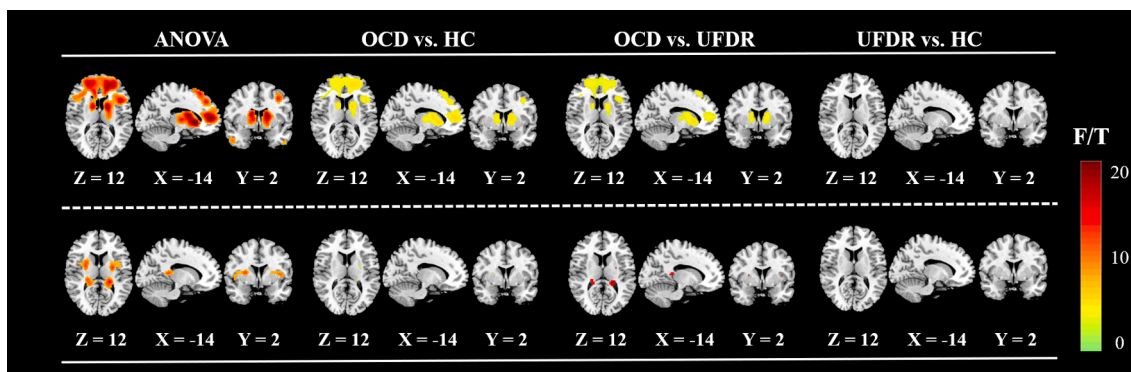 ANOVA OCD vs. HC OCD vs. UFDR UFDR vs. HC
F/T
20
Z = 12 X = -14 Y = 2 Z = 12 X = -14 Y = 2 Z = 12 X = -14 Y = 2 Z = 12 X = -14 Y = 2
10
0
Z = 12 X = -14 Y = 2 Z = 12 X = -14 Y = 2 Z = 12 X = -14 Y = 2 Z = 12 X = -14 Y = 2